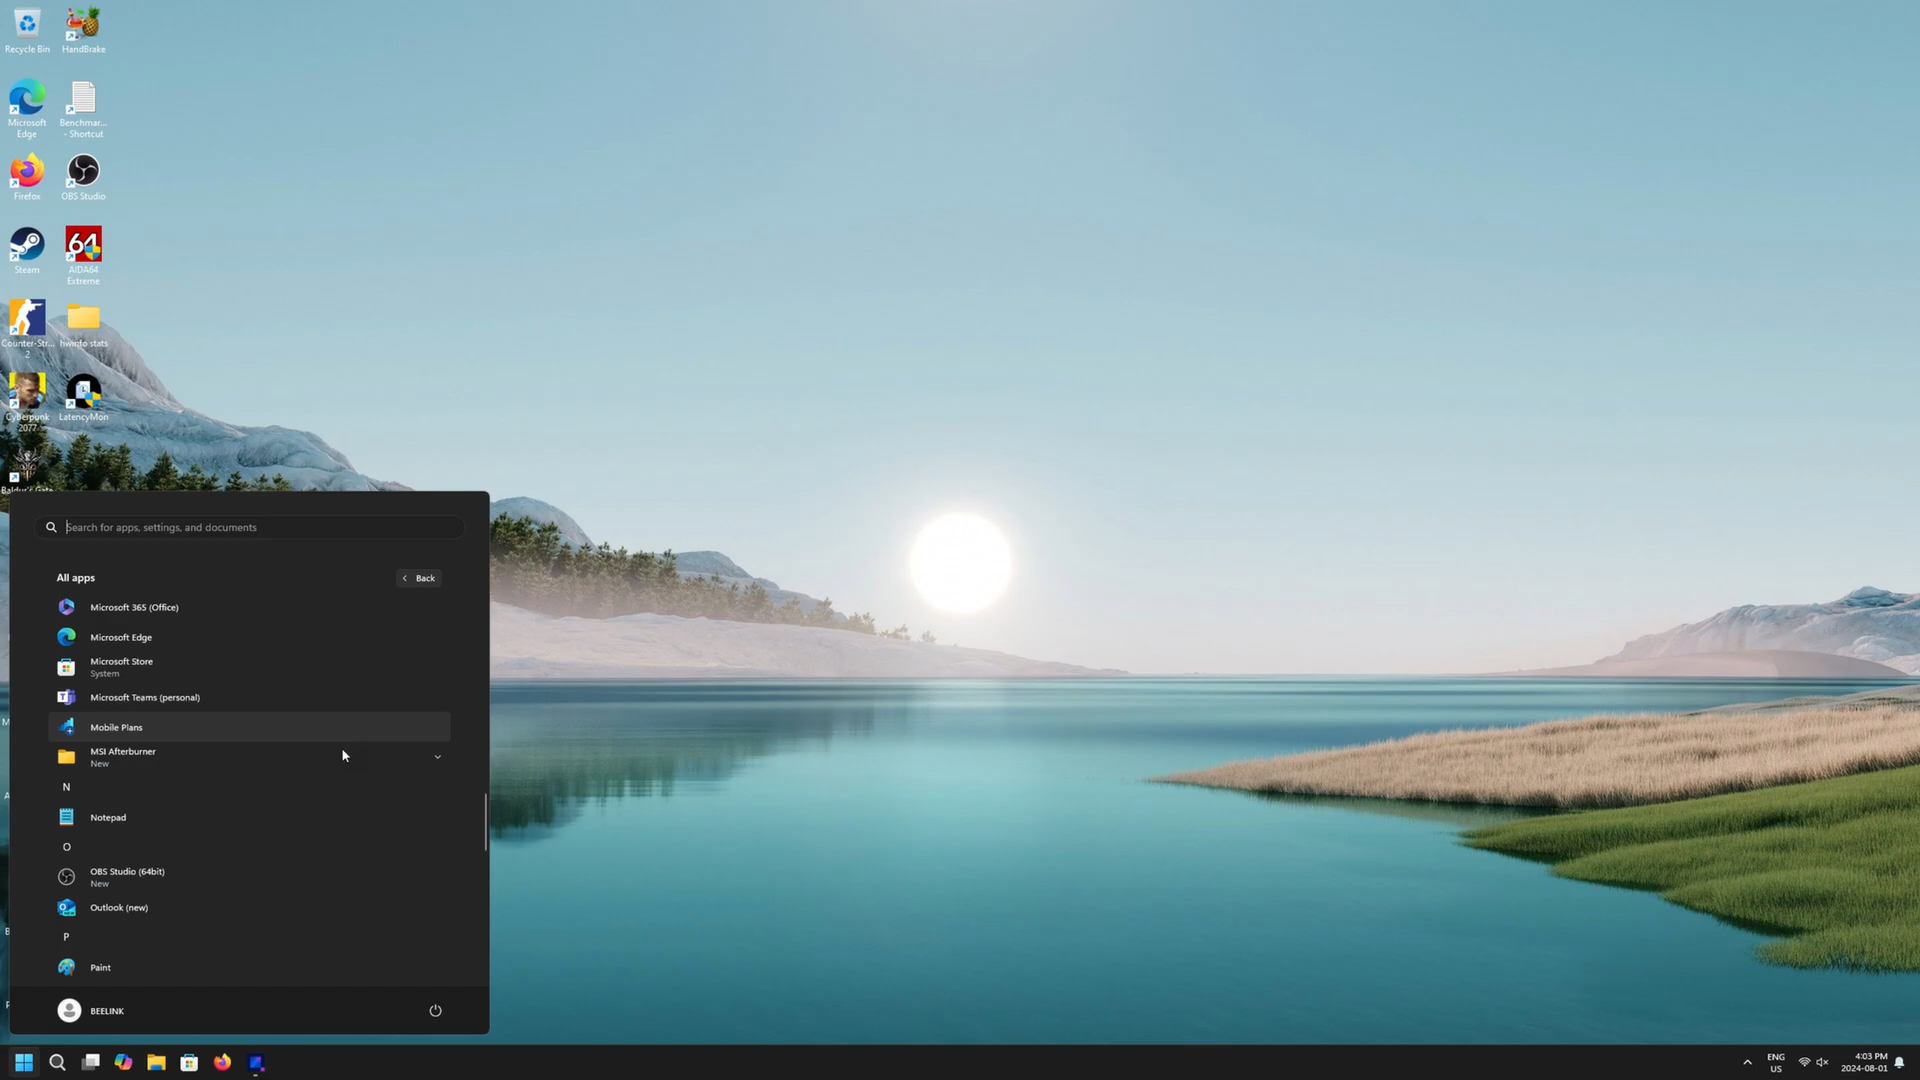 Recycle Bin
HandBrake
Microsoft
Edge
Benchmar...
- Shortcut
Firefox
OBS Studio
Steam
64
AIDA64
Extreme
Counter-Str...
2
hwinfo stats
Cyberpunk
2077
LatencyMon
Baldur's Gate
Search for apps, settings, and documents
All apps
Back
Microsoft 365 (Office)
Microsoft Edge
Microsoft Store
System
Microsoft Teams (personal)
Mobile Plans
MSI Afterburner
New
N
Notepad
O
OBS Studio (64bit)
New
Outlook (new)
P
Paint
BEELINK
ENG
US
4:03 PM
2024-08-01